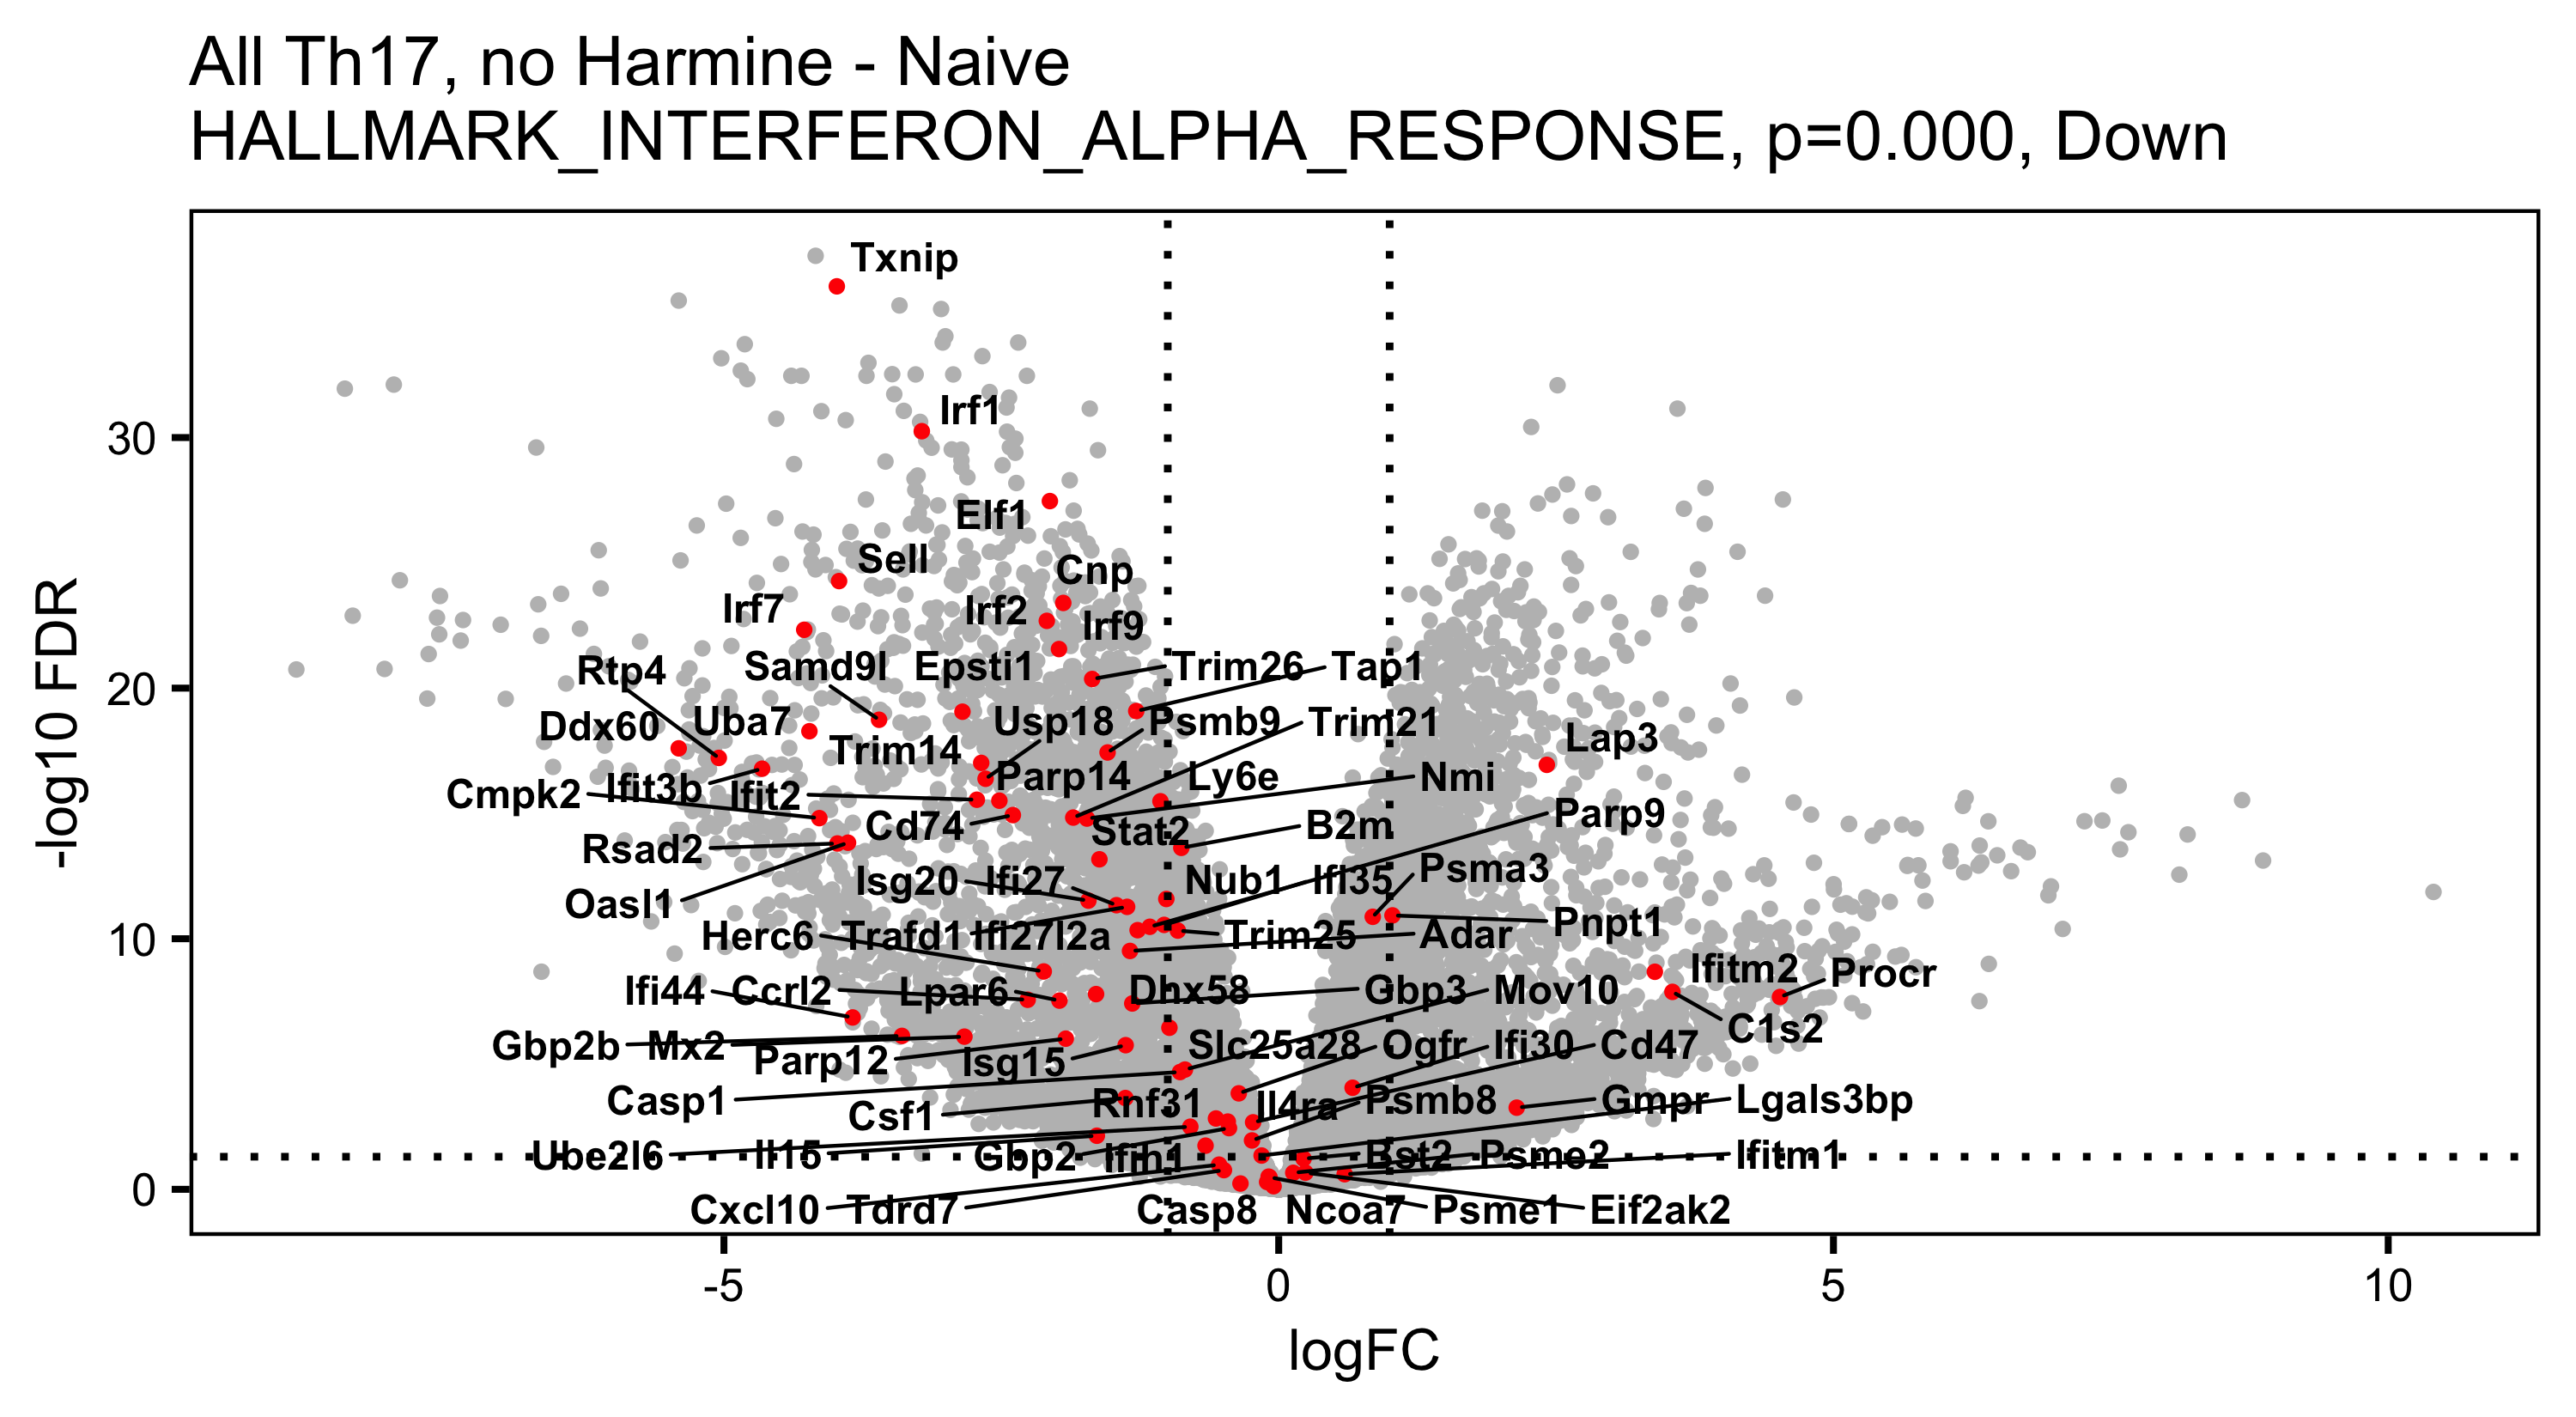 All Th17, no Harmine - Naive
HALLMARK_INTERFERON_ALPHA_RESPONSE, p=0.000, Down
Txnip
Irf1
Elf1
Sell
Cnp
Irf7
Irf2
Irf9
Rtp4
Samd9l
Epsti1
Trim26
Tap1
Ddx60
Uba7
Usp18
Psmb9
Trim21
Trim14
Lap3
Cmpk2
Ifit3b
Ifit2
Parp14
Ly6e
Nmi
Parp9
Rsad2
Cd74
Stat2
B2m
Oasl1
Isg20
Ifi27
Nub1
Ifi35
Psma3
Herc6
Trafd1
Ifi27l2a
Trim25
Adar
Pnpt1
Ifi44
Ccrl2
Lpar6
Dhx58
Gbp3
Mov10
Ifitm2
Procr
Gbp2b
Mx2
Parp12
Isg15
Slc25a28
Ogfr
Ifi30
Cd47
C1s2
Casp1
Csf1
Rnf31
Il4ra
Psmb8
Gmpr
Lgals3bp
Ube2l6
Il15
Gbp2
Ifih1
Bst2
Psme2
Ifitm1
Cxcl10
Tdrd7
Casp8
Ncoa7
Psme1
Eif2ak2
30
20
10
0
-log10 FDR
-5
0
5
10
logFC